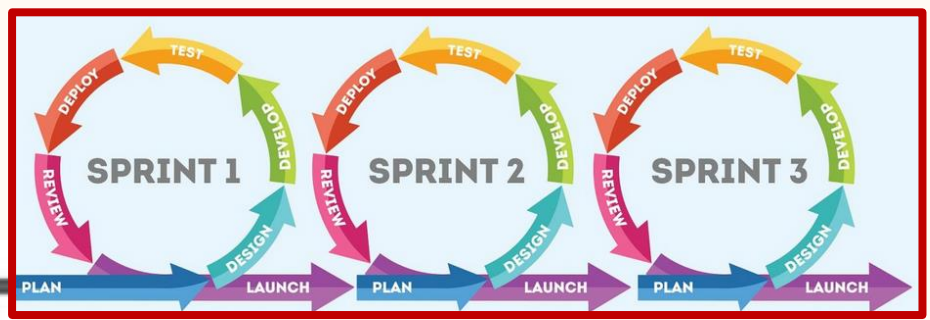 TEST
DEPLOY
DEVELOP
SPRINT 1
REVIEW
DESIGN
PLAN
LAUNCH
TEST
DEPLOY
DEVELOP
SPRINT 2
REVIEW
DESIGN
PLAN
LAUNCH
TEST
DEPLOY
DEVELOP
SPRINT 3
REVIEW
DESIGN
PLAN
LAUNCH